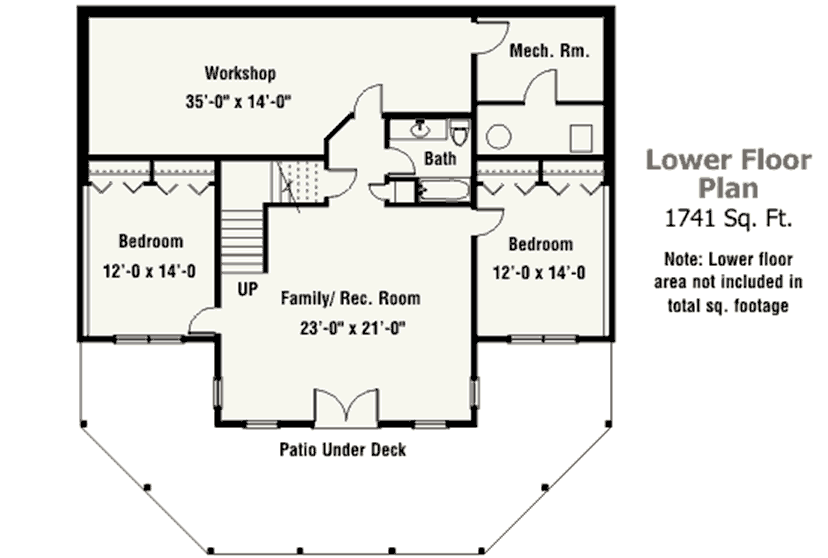 Workshop
35'-0" x 14'-0"
Mech. Rm.
Bath
Bedroom
12'-0 x 14'-0
UP
Family/ Rec. Room
23'-0" x 21'-0"
Bedroom
12'-0 x 14'-0
Patio Under Deck
Lower Floor
Plan
1741 Sq. Ft.
Note: Lower floor
area not included in
total sq. footage